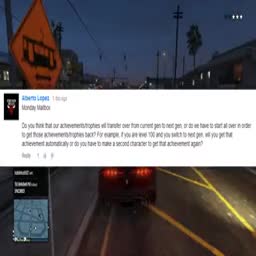 Alberto Lopez 1 day ago
Monday Mailbox
Do you think that our achievements/trophies will transfer over from current gen to next gen, or do we have to start all over in order
to get those achievements/trophies back? For example, if you are level 100 and you switch to next gen, will you get that
achievement automatically or do you have to make a second character to get that achievement again?
Reply